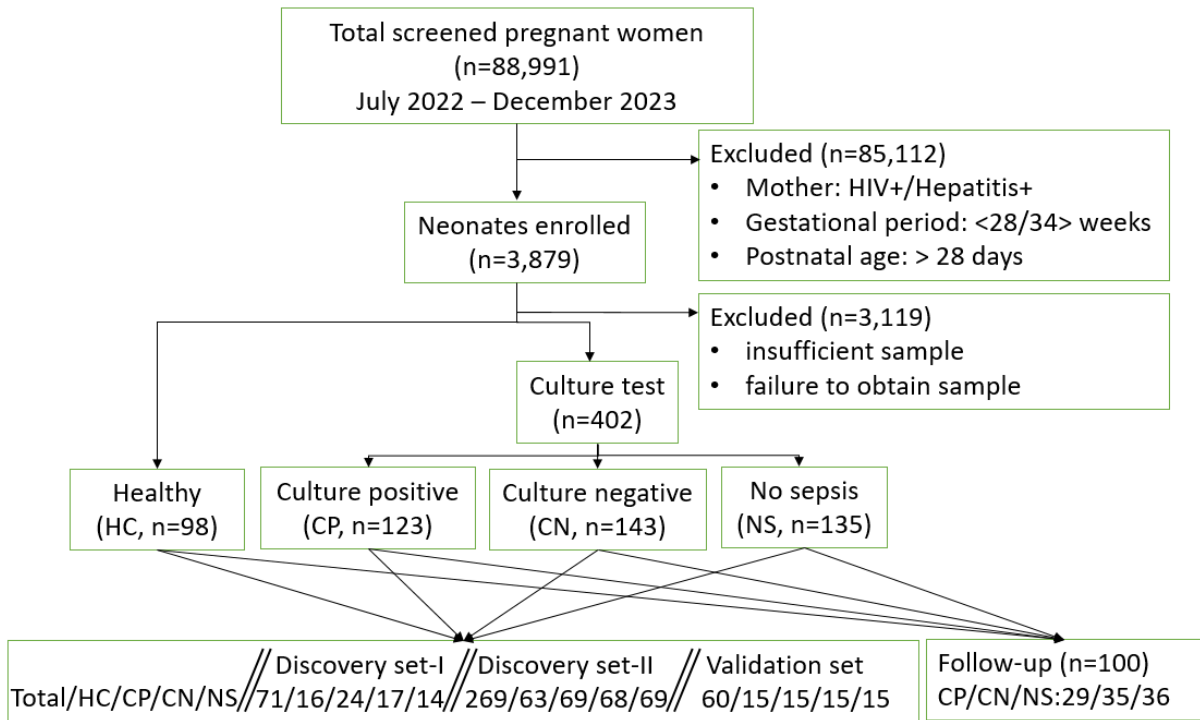 Total screened pregnant women
(n=88,991)
July 2022 – December 2023
Excluded (n=85,112)
• Mother: HIV+/Hepatitis+
• Gestational period: <28/34> weeks
• Postnatal age: > 28 days
Neonates enrolled
(n=3,879)
Excluded (n=3,119)
• insufficient sample
• failure to obtain sample
Culture test
(n=402)
Healthy
(HC, n=98)
Culture positive
(CP, n=123)
Culture negative
(CN, n=143)
No sepsis
(NS, n=135)
Discovery set-I // Discovery set-II // Validation set
Total/HC/CP/CN/NS//71/16/24/17/14//269/63/69/68/69//60/15/15/15/15
Follow-up (n=100)
CP/CN/NS:29/35/36